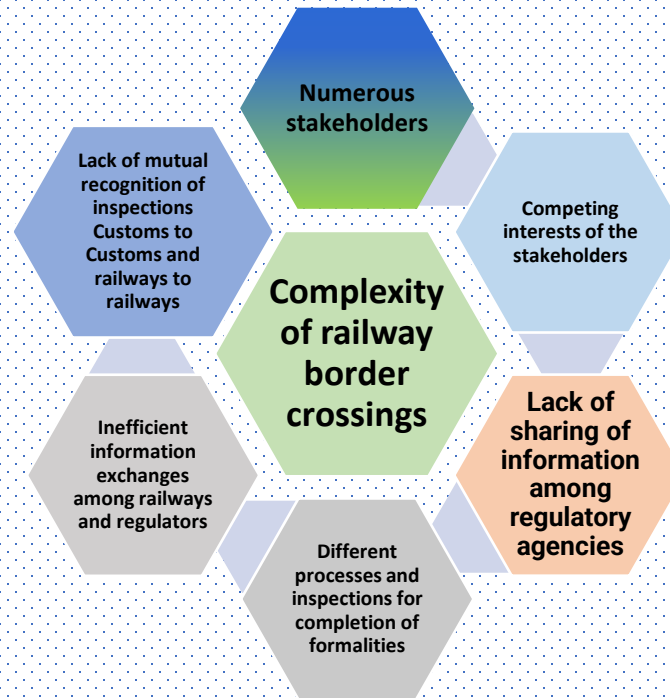 Numerous
stakeholders
Competing
interests of the
stakeholders
Lack of
sharing of
information
among
regulatory
agencies
Different
processes and
inspections for
completion of
formalities
Inefficient
information
exchanges
among railways
and regulators
Lack of mutual
recognition of
inspections
Customs to
Customs and
railways to
railways
Complexity
of railway
border
crossings